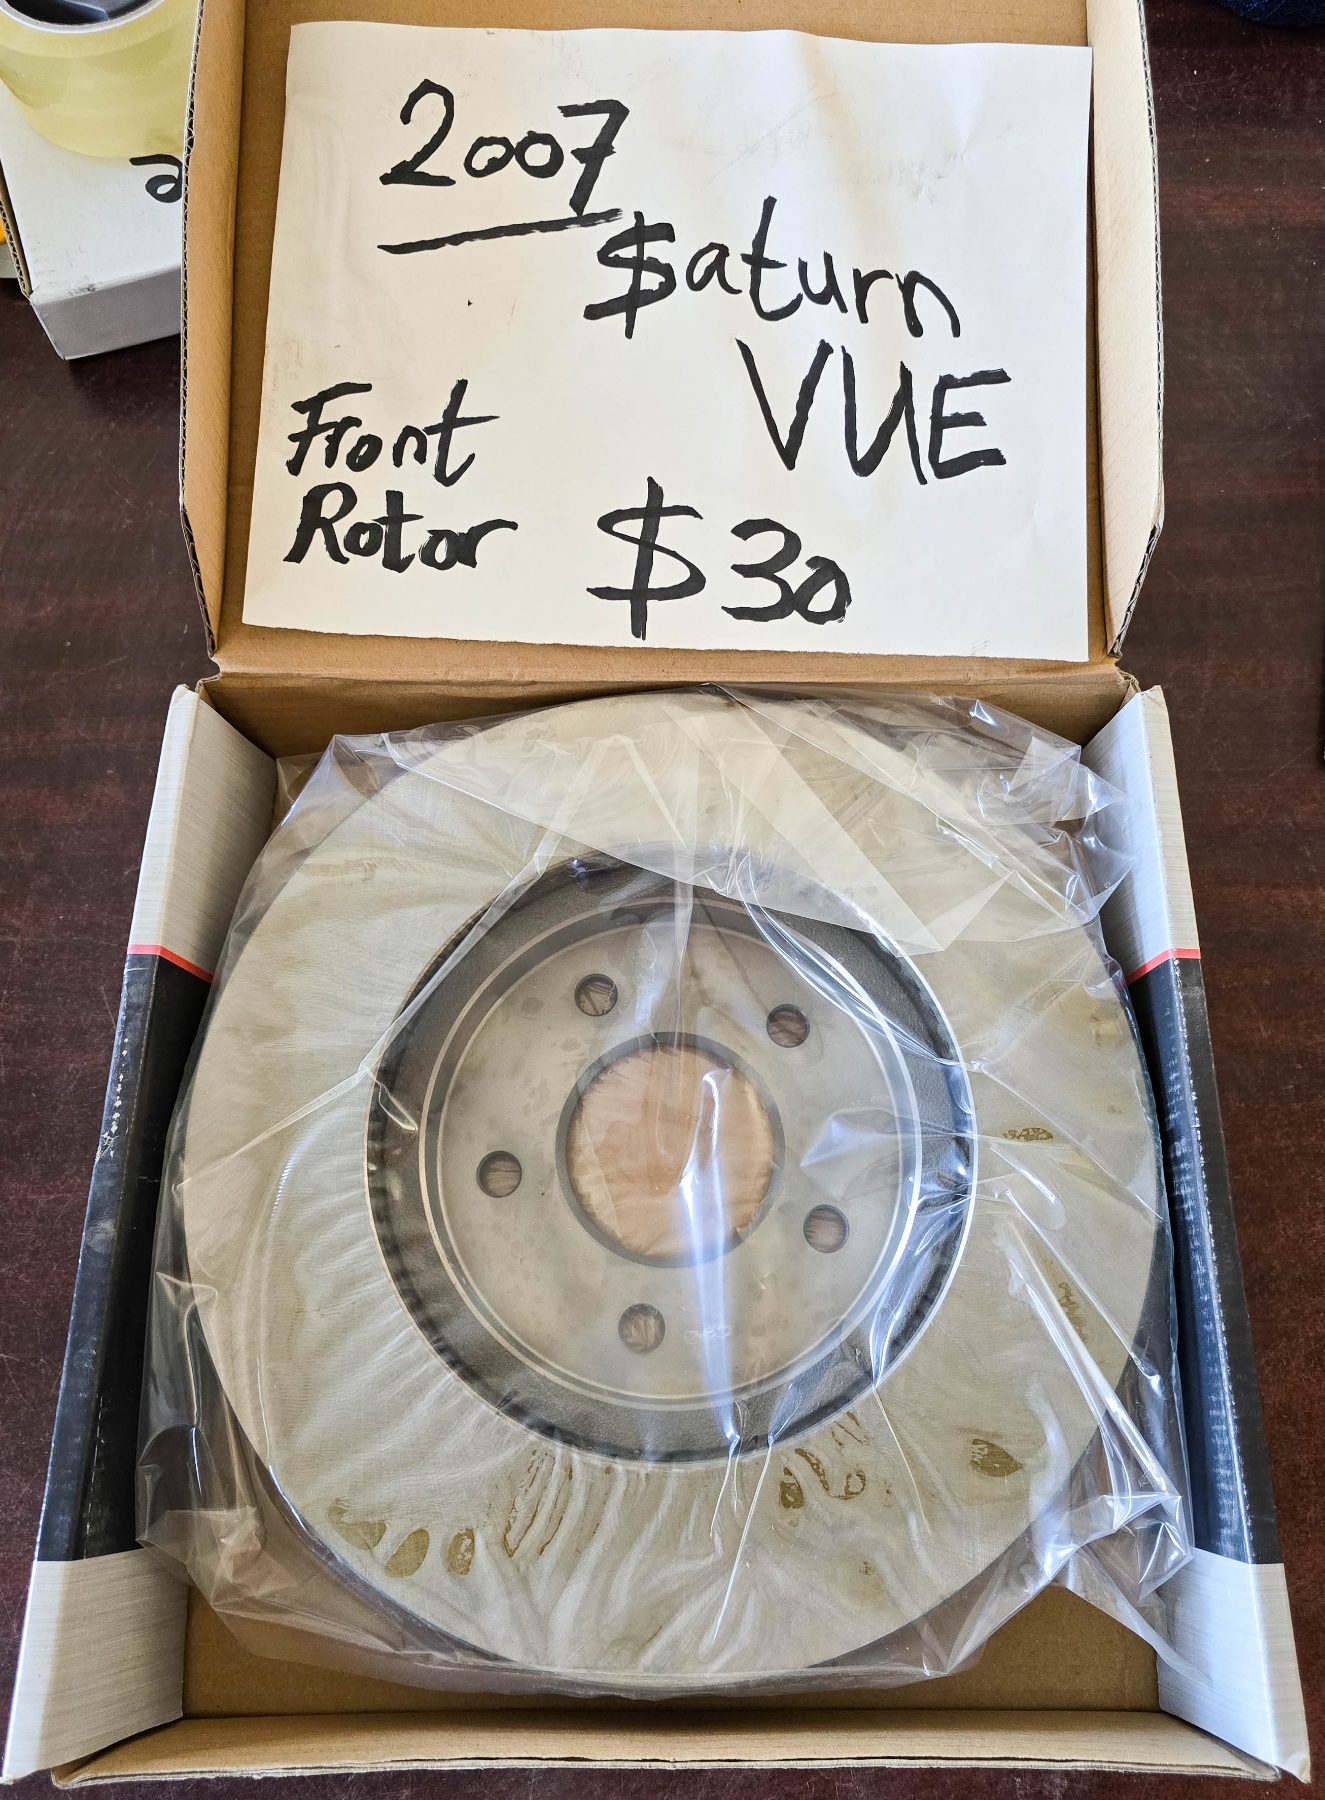 2007
$aturn
VUE
Front
Rotor
$30